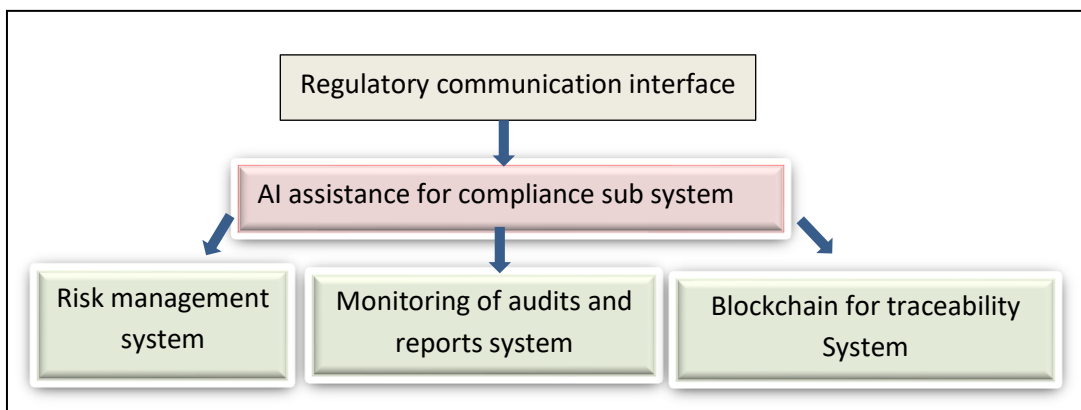 Regulatory communication interface
AI assistance for compliance sub system
Risk management
system
Monitoring of audits and
reports system
Blockchain for traceability
System